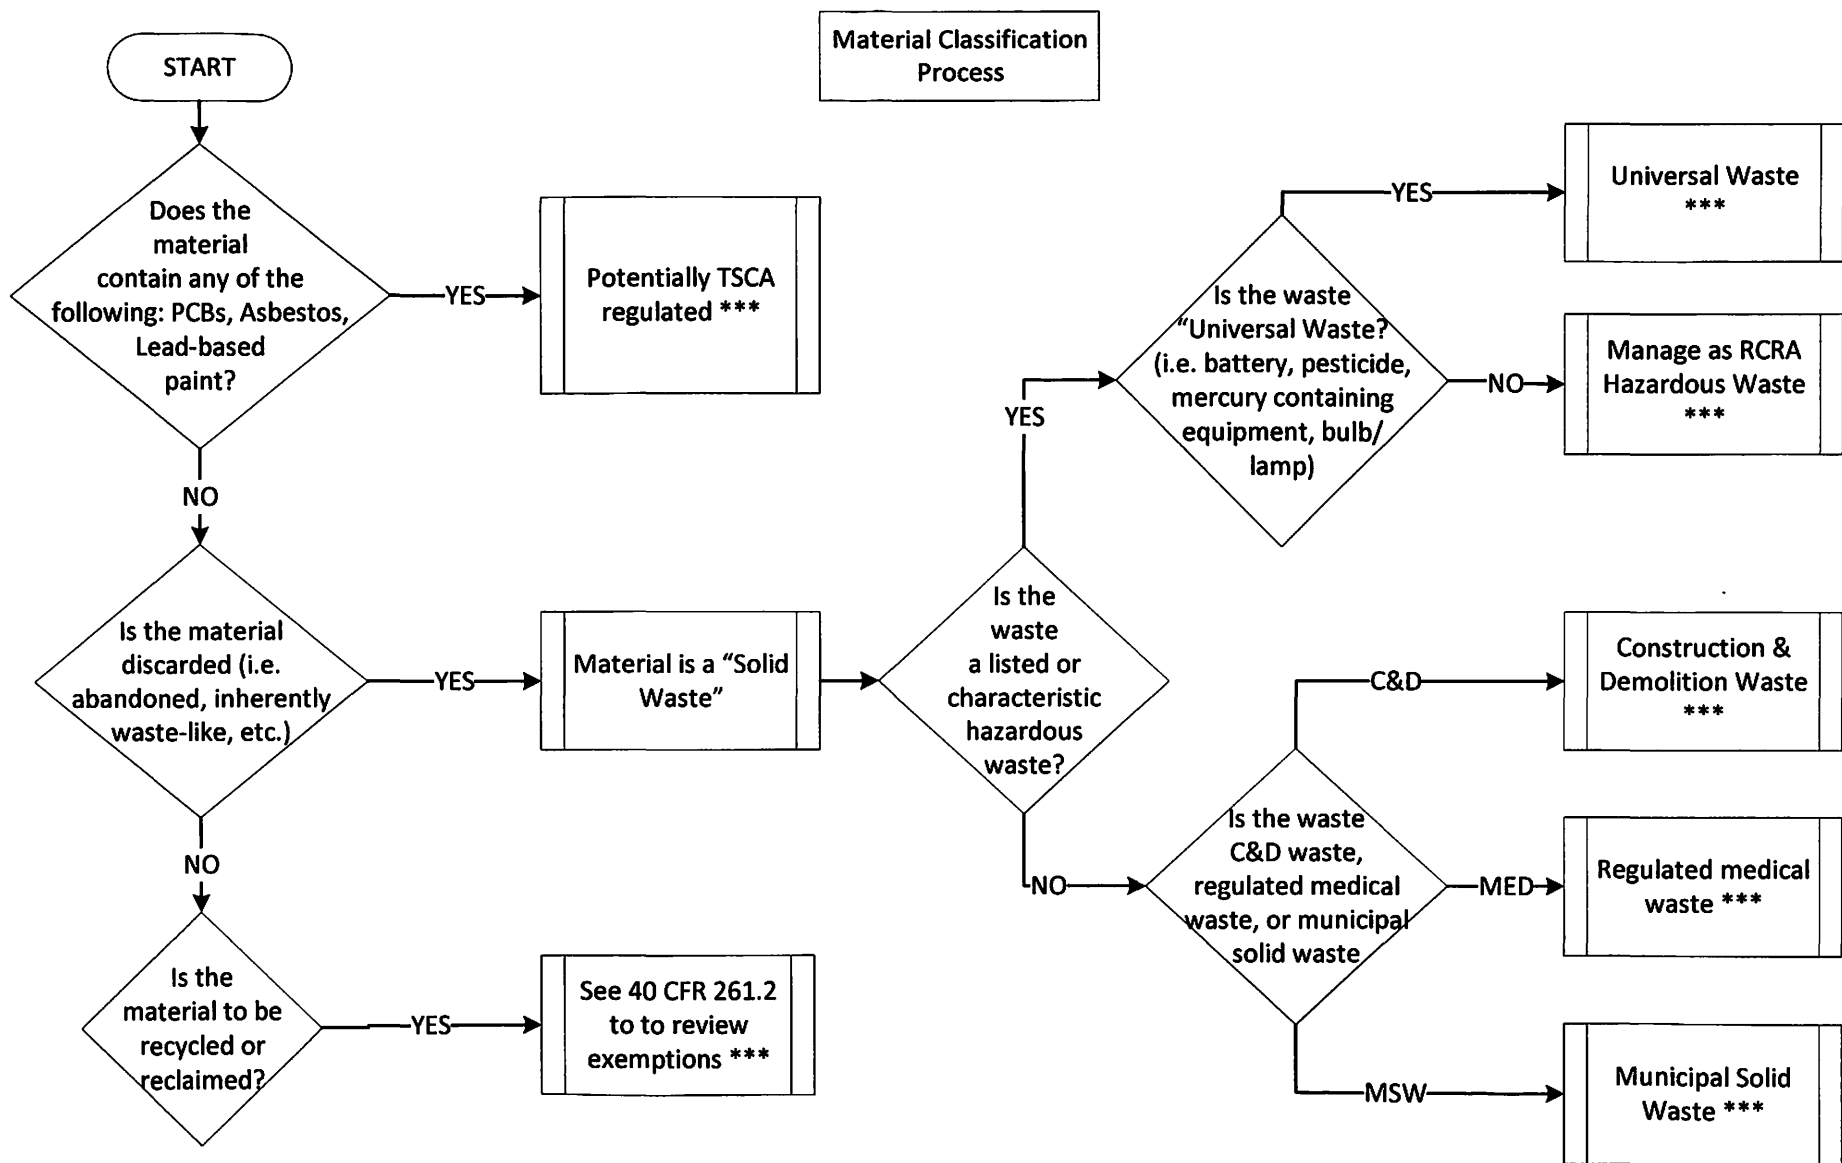 START
Material Classification
Process
Does the
material
contain any of the
following: PCBs, Asbestos,
Lead-based
paint?
YES
Potentially TSCA
regulated ***
NO
Is the material
discarded (i.e.
abandoned, inherently
waste-like, etc.)
YES
Material is a “Solid
Waste”
NO
Is the
material to be
recycled or
reclaimed?
YES
See 40 CFR 261.2
to to review
exemptions ***
Is the
waste
a listed or
characteristic
hazardous
waste?
YES
Is the waste
“Universal Waste?
(i.e. battery, pesticide,
mercury containing
equipment, bulb/
lamp)
YES
Universal Waste
***
NO
Manage as RCRA
Hazardous Waste
***
NO
Is the waste
C&D waste,
regulated medical
waste, or municipal
solid waste
C&D
Construction &
Demolition Waste
***
MED
Regulated medical
waste ***
MSW
Municipal Solid
Waste ***